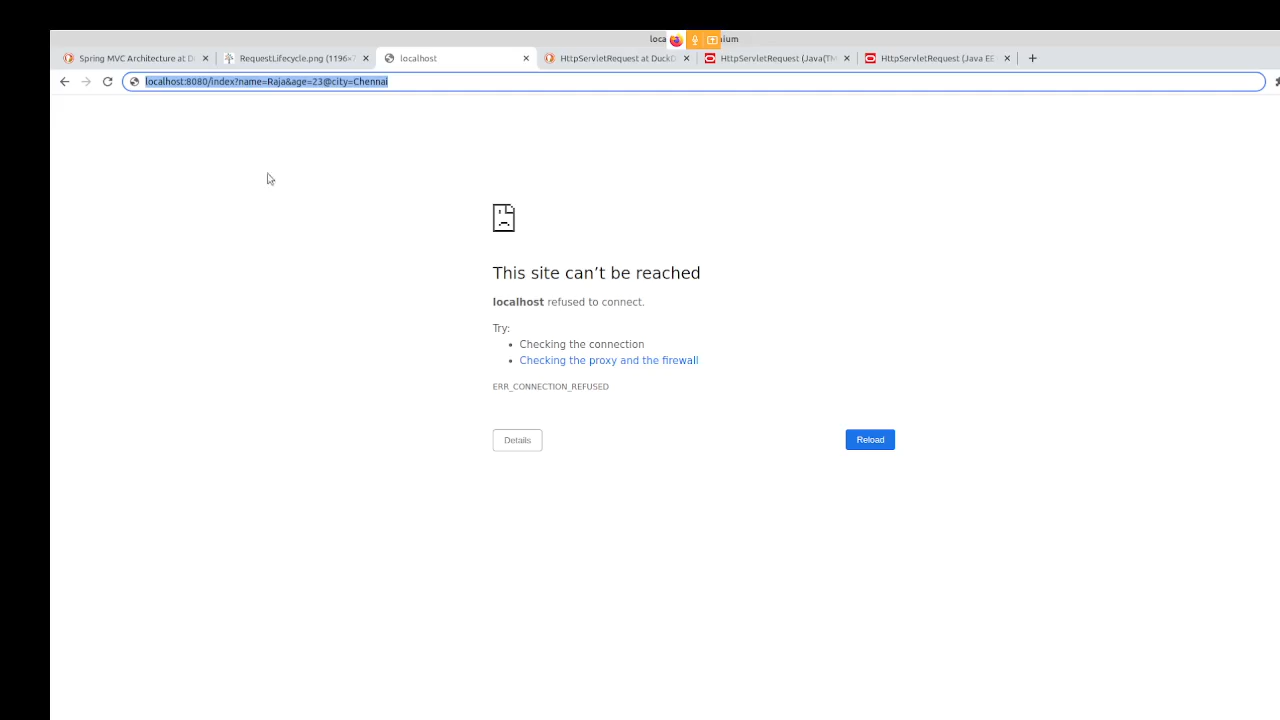 loca
ium
Spring MVC Architecture at D
RequestLifecycle.png (1196×7
localhost
HttpServletRequest at DuckD
HttpServletRequest (Java(TM
HttpServletRequest (Java EE
localhost:8080/index?name=Raja&age=23@city=Chennai
This site can’t be reached
localhost refused to connect.
Try:
Checking the connection
Checking the proxy and the firewall
ERR_CONNECTION_REFUSED
Details
Reload